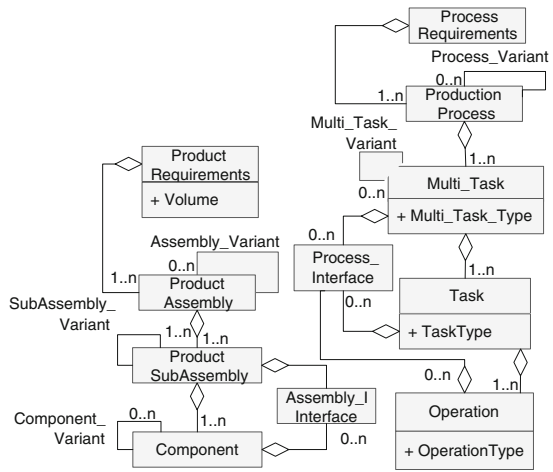 Process
Requirements
Process_Variant
0..n
1..n
Production
Process
Multi_Task_
Variant
1..n
0..n
Multi_Task
+ Multi_Task_Type
Product
Requirements
+ Volume
Assembly_Variant
0..n
1..n
Product
Assembly
0..n
Process_
Interface
0..n
1..n
Task
+ TaskType
SubAssembly_
Variant
1..n
1..n
Product
SubAssembly
0..n
1..n
Operation
+ OperationType
Assembly_I
Interface
0..n
Component_
Variant
0..n
1..n
Component